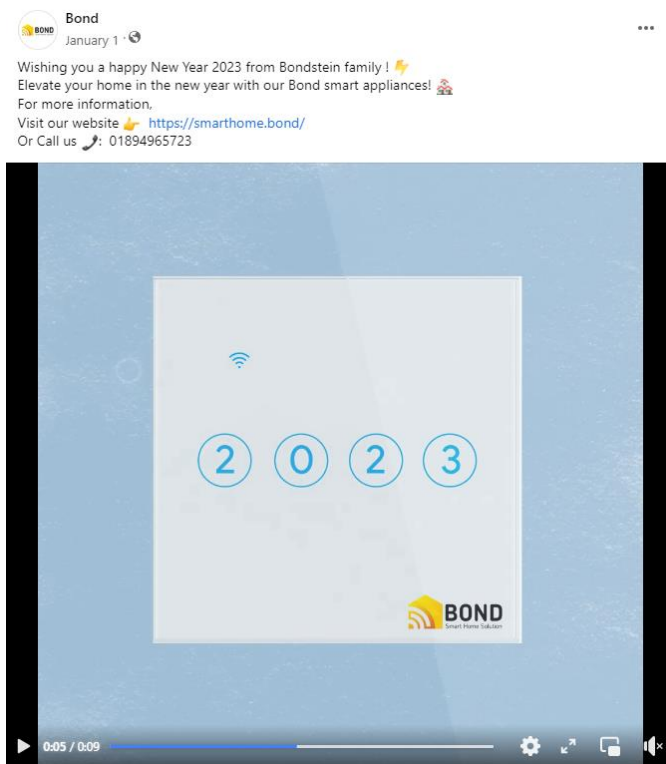 BOND
Bond
January 1 ·
Wishing you a happy New Year 2023 from Bondstein family !
Elevate your home in the new year with our Bond smart appliances!
For more information,
Visit our website 👉 https://smarthome.bond/
Or Call us : 01894965723
2 0 2 3
BOND
Smart Home Solution
0:05 / 0:09